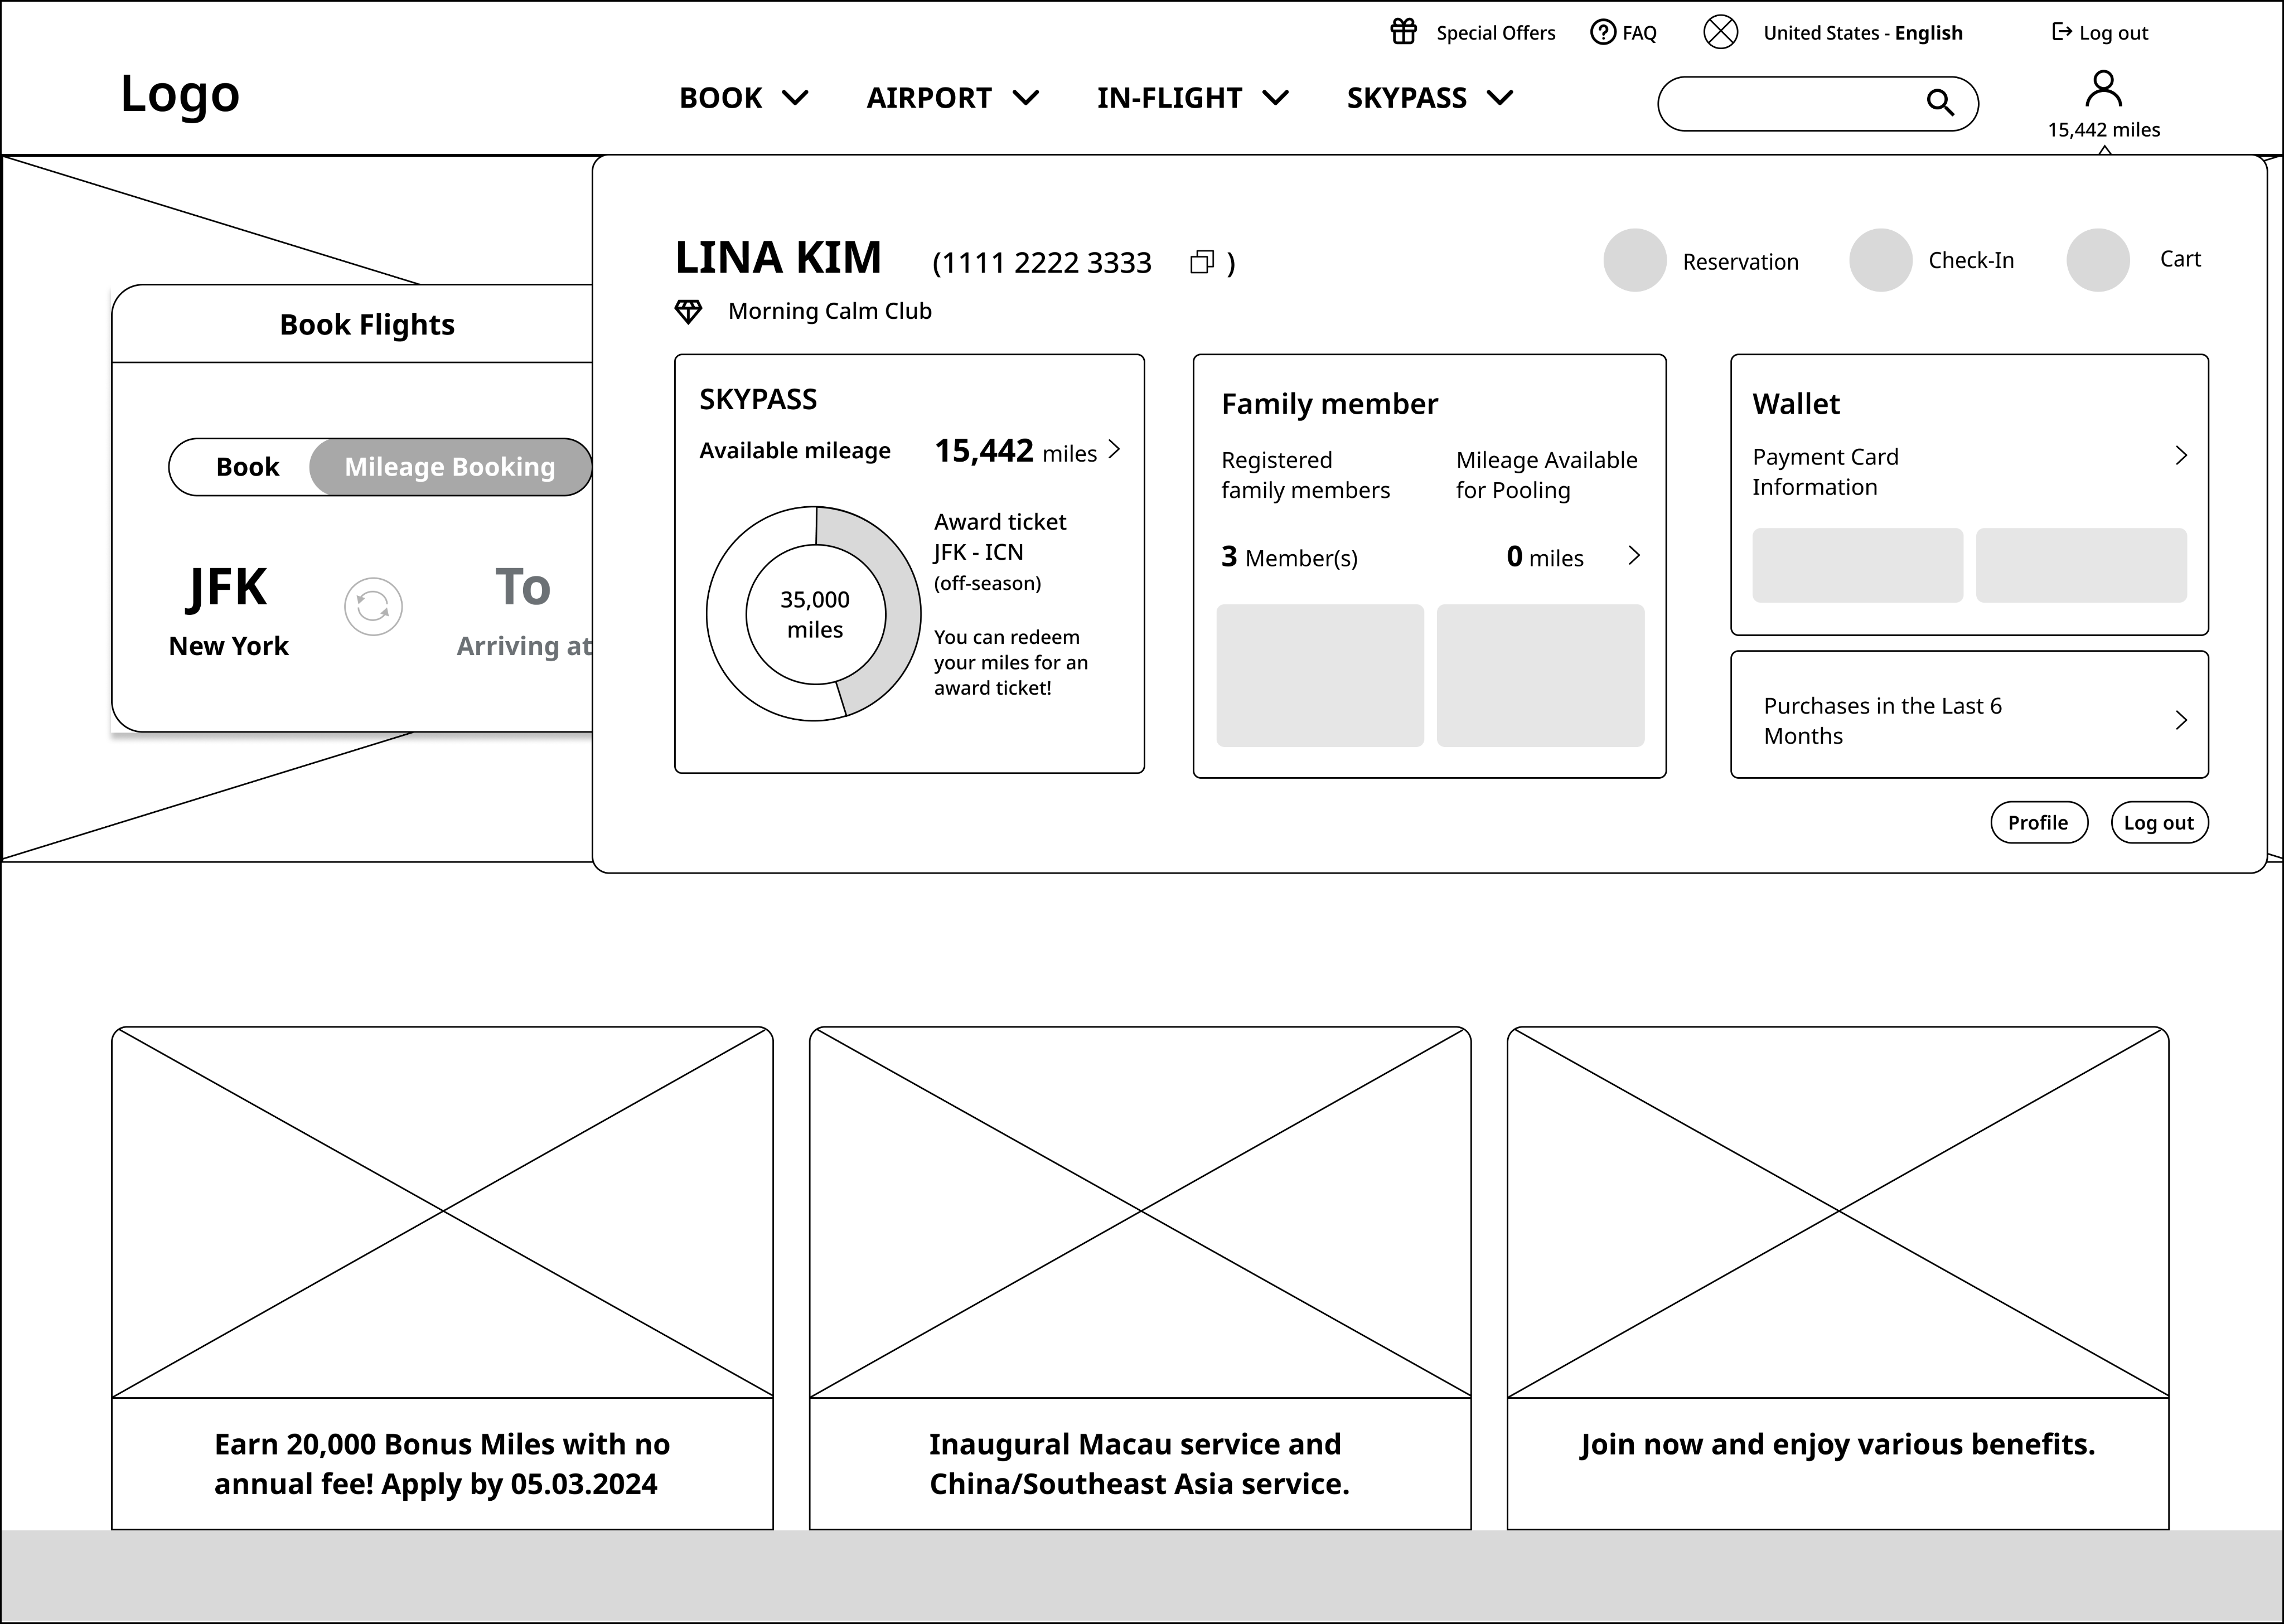 Special Offers
FAQ
United States - English
Log out
Logo
BOOK
AIRPORT
IN-FLIGHT
SKYPASS
15,442 miles
LINA KIM (1111 2222 3333 )
Morning Calm Club
Reservation
Check-In
Cart
Book Flights
Book
Mileage Booking
JFK
New York
To
Arriving at
SKYPASS
Available mileage 15,442 miles
35,000
miles
Award ticket
JFK - ICN
(off-season)
You can redeem
your miles for an
award ticket!
Family member
Registered
family members
Mileage Available
for Pooling
3 Member(s)
0 miles
Wallet
Payment Card
Information
Purchases in the Last 6
Months
Profile
Log out
Earn 20,000 Bonus Miles with no
annual fee! Apply by 05.03.2024
Inaugural Macau service and
China/Southeast Asia service.
Join now and enjoy various benefits.